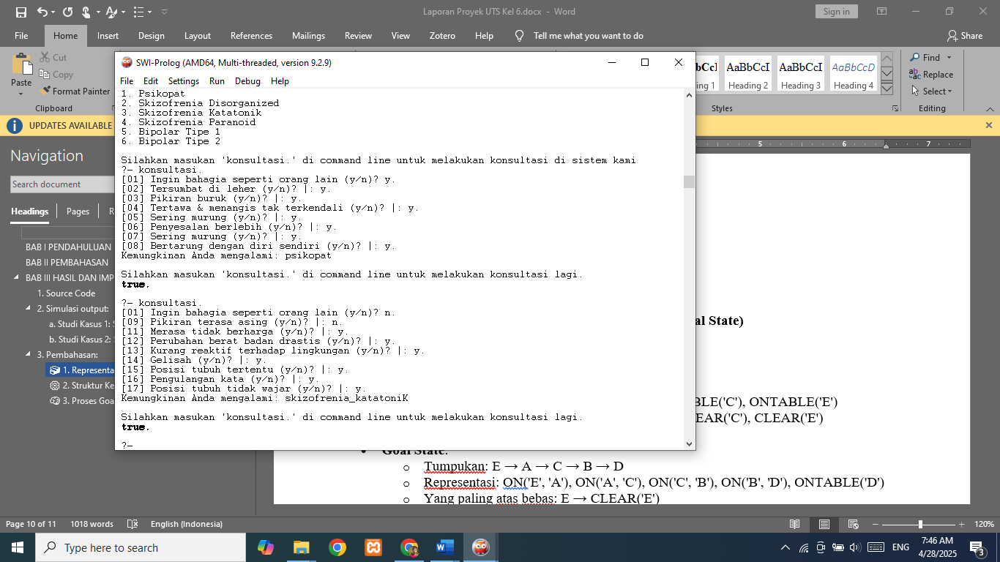 Laporan Proyek UTS Kel 6.docx - Word
Sign in
File Home Insert Design Layout References Mailings Review View Zotero Help Tell me what you want to do Share
Cut
Copy
Paste
Format Painter
Clipboard
AaBbCcI AaBbCcI AaBbCcD
ing 1 Heading 2 Heading 3 Heading 4
Styles
Find
Replace
Select
Editing
UPDATES AVAILABLE
Navigation
Search document
Headings Pages R
BAB I PENDAHULUAN
BAB II PEMBAHASAN
BAB III HASIL DAN IMP
1. Source Code
2. Simulasi output:
a. Studi Kasus 1: S
b. Studi Kasus 2: S
3. Pembahasan:
1. Representa
2. Struktur Ke
3. Proses Goa
SWI-Prolog (AMD64, Multi-threaded, version 9.2.9)
File Edit Settings Run Debug Help
1. Psikopat
2. Skizofrenia Disorganized
3. Skizofrenia Katatonik
4. Skizofrenia Paranoid
5. Bipolar Tipe 1
6. Bipolar Tipe 2
Silahkan masukan 'konsultasi.' di command line untuk melakukan konsultasi di sistem kami
?- konsultasi.
[01] Ingin bahagia seperti orang lain (y/n)? y.
[02] Tersumbat di leher (y/n)? |: y.
[03] Pikiran buruk (y/n)? |: y.
[04] Tertawa & menangis tak terkendali (y/n)? |: y.
[05] Sering murung (y/n)? |: y.
[06] Penyesalan berlebih (y/n)? |: y.
[07] Sering murung (y/n)? |: y.
[08] Bertarung dengan diri sendiri (y/n)? |: y.
Kemungkinan Anda mengalami: psikopat
Silahkan masukan 'konsultasi.' di command line untuk melakukan konsultasi lagi.
true.
?- konsultasi.
[01] Ingin bahagia seperti orang lain (y/n)? n.
[09] Pikiran terasa asing (y/n)? |: n.
[11] Merasa tidak berharga (y/n)? |: y.
[12] Perubahan berat badan drastis (y/n)? |: y.
[13] Kurang reaktif terhadap lingkungan (y/n)? |: y.
[14] Gelisah (y/n)? |: y.
[15] Posisi tubuh tertentu (y/n)? |: y.
[16] Pengulangan kata (y/n)? |: y.
[17] Posisi tubuh tidak wajar (y/n)? |: y.
Kemungkinan Anda mengalami: skizofrenia_katatoniK
Silahkan masukan 'konsultasi.' di command line untuk melakukan konsultasi lagi.
true.
?-
5 6 7
al State)
BLE('C'), ONTABLE('E')
EAR('C'), CLEAR('E')
Goal State:
Tumpukan: E → A → C → B → D
Representasi: ON('E', 'A'), ON('A', 'C'), ON('C', 'B'), ON('B', 'D'), ONTABLE('D')
Yang paling atas bebas: E → CLEAR('E')
Page 10 of 11 1018 words English (Indonesia) 120%
Type here to search
ENG
7:46 AM
4/28/2025
3